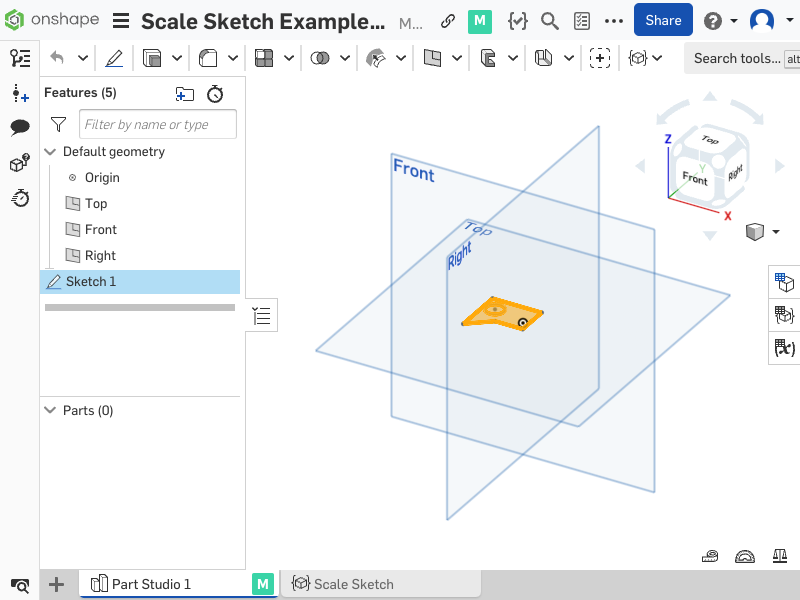 onshape Scale Sketch Example... M... M Share
Search tools... alt
Features (5)
Filter by name or type
Default geometry
Origin
Top
Front
Right
Sketch 1
Parts (0)
Front
Top
Right
Z
Top
Y
Front
Right
X
Part Studio 1 M
Scale Sketch